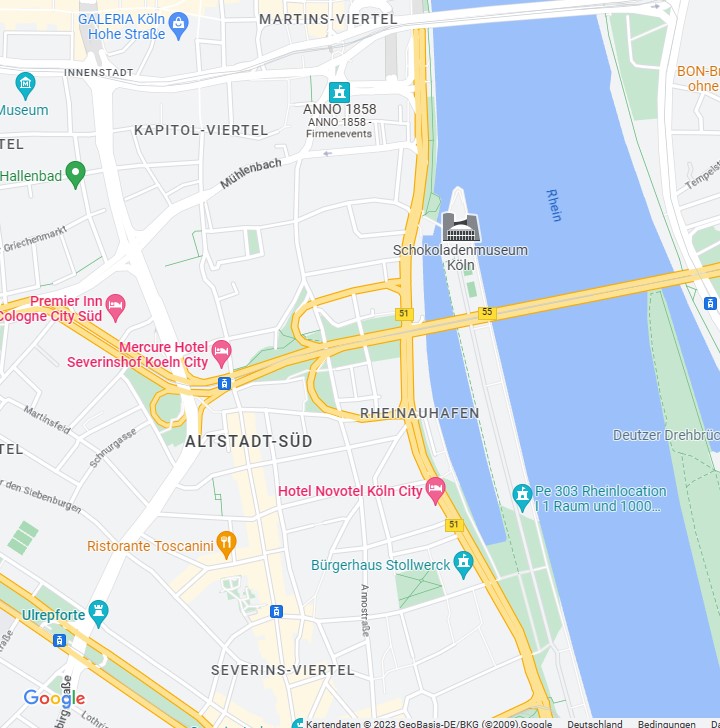 GALERIA Köln
Hohe Straße
MARTINS-VIERTEL
INNENSTADT
BON-B
ohne
Museum
ANNO 1858
ANNO 1858 -
Firmenevents
KAPITOL-VIERTEL
TEL
Hallenbad
Mühlenbach
Tempelst
Rhein
Griechenmarkt
Schokoladenmuseum
Köln
Premier Inn
Cologne City Süd
51
55
Mercure Hotel
Severinshof Koeln City
Martinsfeld
RHEINAUHAFEN
Schnurgasse
ALTSTADT-SÜD
Deutzer Drehbrüc
TEL
r den Siebenburgen
Hotel Novotel Köln City
Pe 303 Rheinlocation
I 1 Raum und 1000...
51
Ristorante Toscanini
Bürgerhaus Stollwerck
Annostraße
Ulrepforte
SEVERINS-VIERTEL
Google
Kartendaten © 2023 GeoBasis-DE/BKG (©2009) Google Deutschland Bedingungen Da